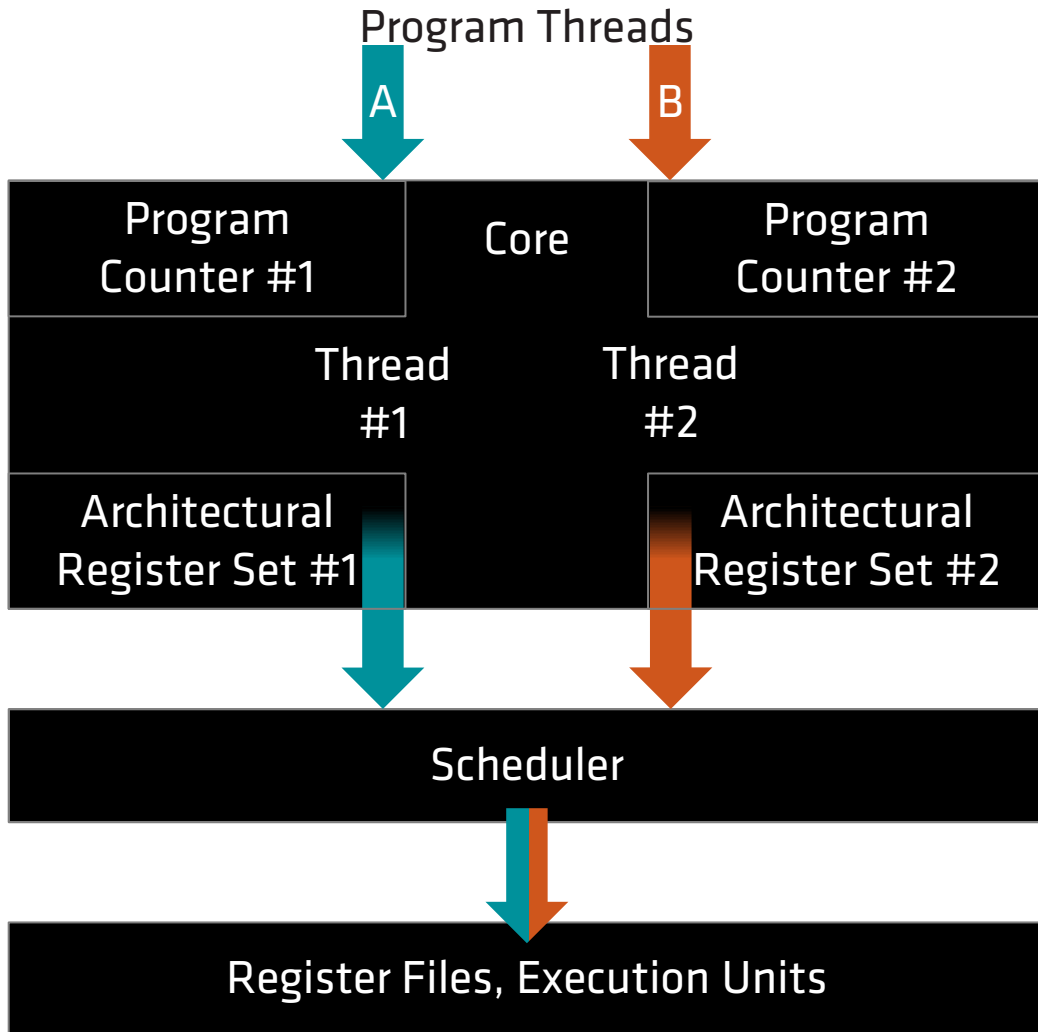 Program Threads
A
B
Program
Counter #1
Core
Program
Counter #2
Thread
#1
Thread
#2
Architectural
Register Set #1
Architectural
Register Set #2
Scheduler
Register Files, Execution Units